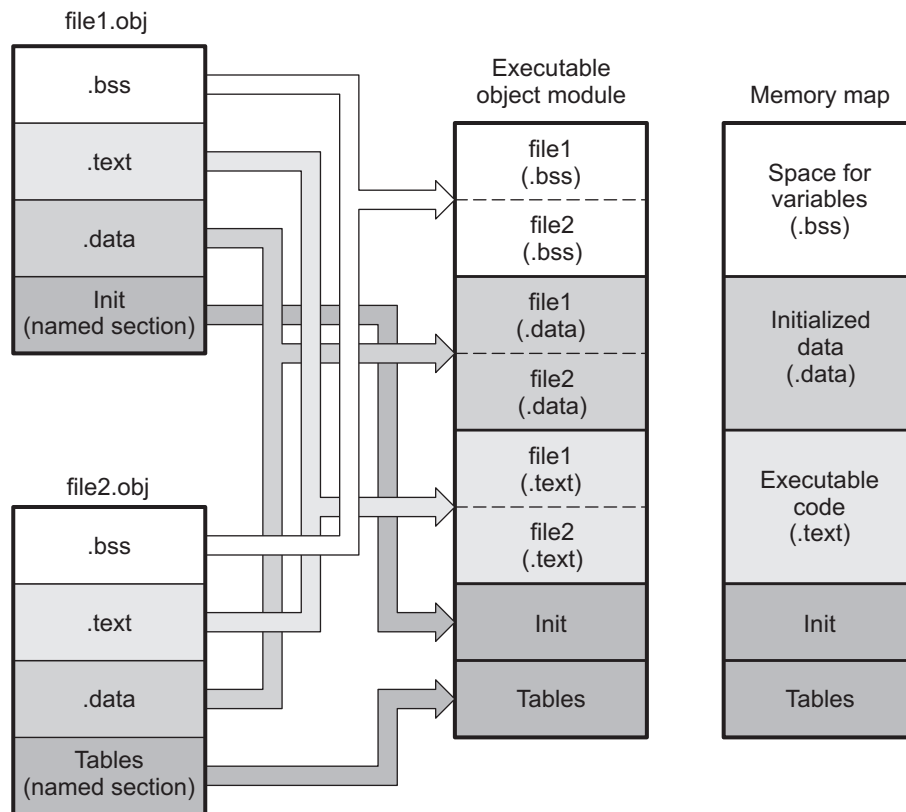 file1.obj
.bss
.text
.data
Init
(named section)
file2.obj
.bss
.text
.data
Tables
(named section)
Executable
object module
file1
(.bss)
file2
(.bss)
file1
(.data)
file2
(.data)
file1
(.text)
file2
(.text)
Init
Tables
Memory map
Space for
variables
(.bss)
Initialized
data
(.data)
Executable
code
(.text)
Init
Tables